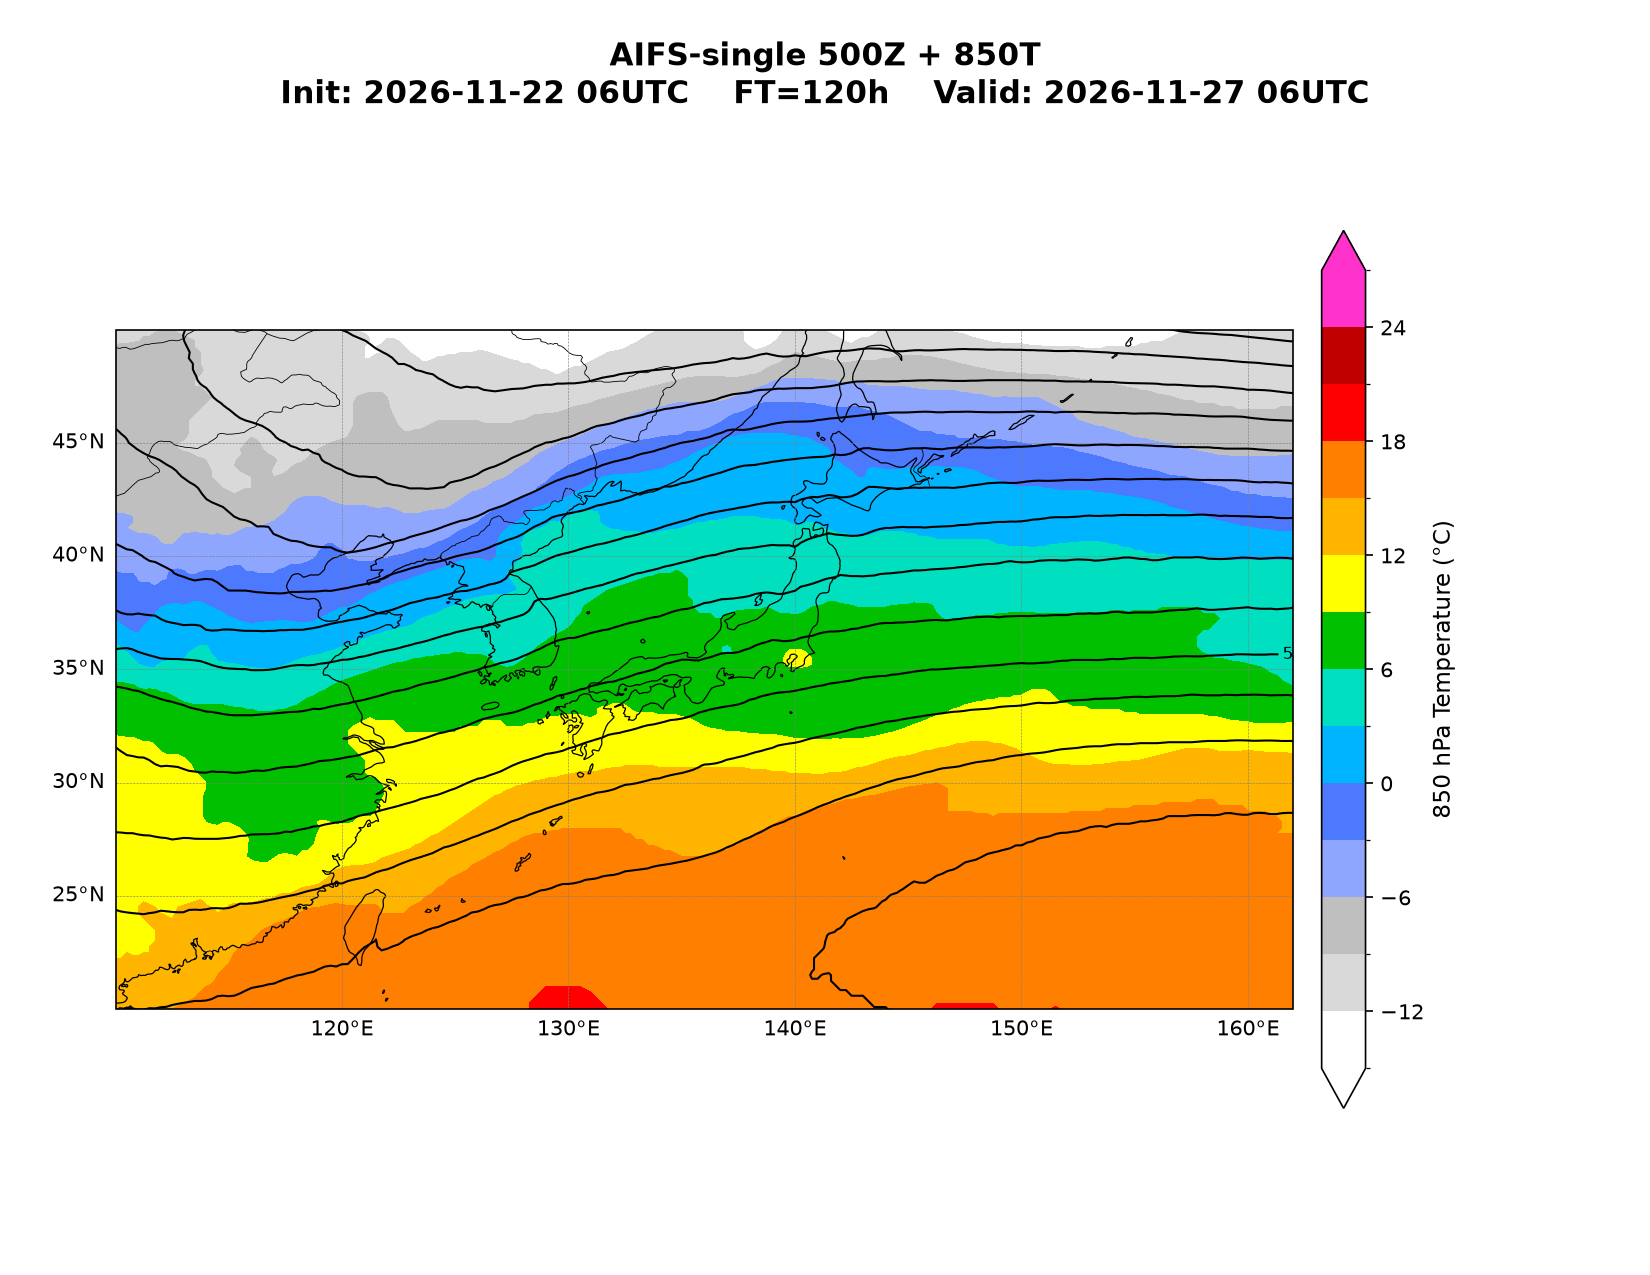 AIFS-single 500Z + 850T
Init: 2026-11-22 06UTC    FT=120h    Valid: 2026-11-27 06UTC
45°N
40°N
35°N
30°N
25°N
120°E
130°E
140°E
150°E
160°E
5
24
18
12
6
0
−6
−12
850 hPa Temperature (°C)